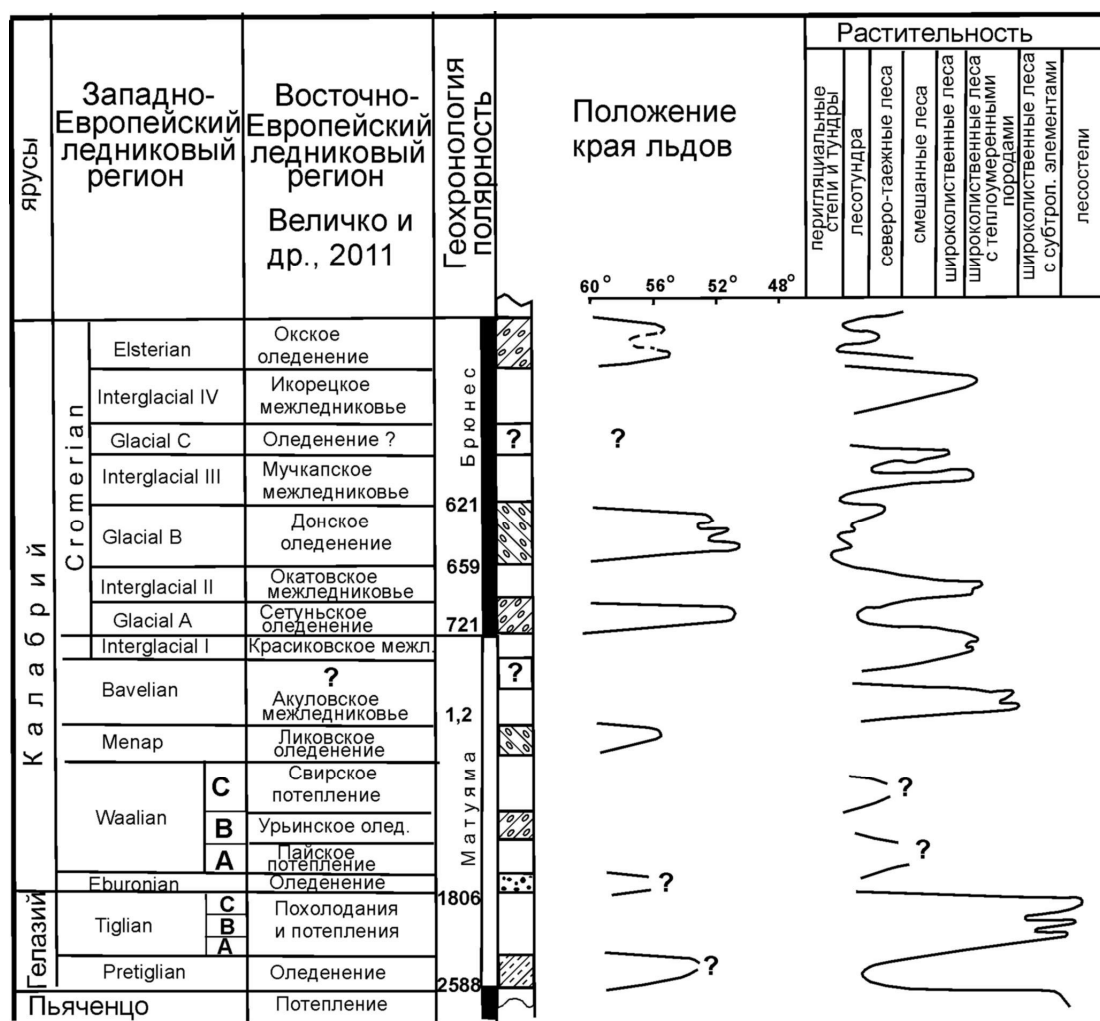 ярусы
Западно-
Европейский
ледниковый
регион
Восточно-
Европейский
ледниковый
регион
Величко и
др., 2011
Геохронология
полярность
Положение
края льдов
60° 56° 52° 48°
Растительность
перигляциальные
степи и тундры
лесотундра
северо-таежные леса
смешанные леса
широколиственные леса
широколиственные леса
с теплоумеренными
породами
широколиственные леса
с субтроп. элементами
лесостепи
Калабрий
Cromerian
Брюнес
Elsterian
Окское
оледенение
Interglacial IV
Икорецкое
межледниковье
Glacial C
Оледенение ?
?
?
Interglacial III
Мучкапское
межледниковье
621
Glacial B
Донское
оледенение
659
Interglacial II
Окатовское
межледниковье
Glacial A
Сетуньское
оледенение
721
Interglacial I
Красиковское межл.
Матуяма
Bavelian
?
Акуловское
межледниковье
?
1,2
Menap
Ликовское
оледенение
Waalian
C
Свирское
потепление
?
B
Урьинское олед.
A
Пайское
потепление
?
Eburonian
Оледенение
?
1806
Гелазий
Tiglian
C
B
A
Похолодания
и потепления
Pretiglian
Оледенение
?
2588
Пьяченцо
Потепление